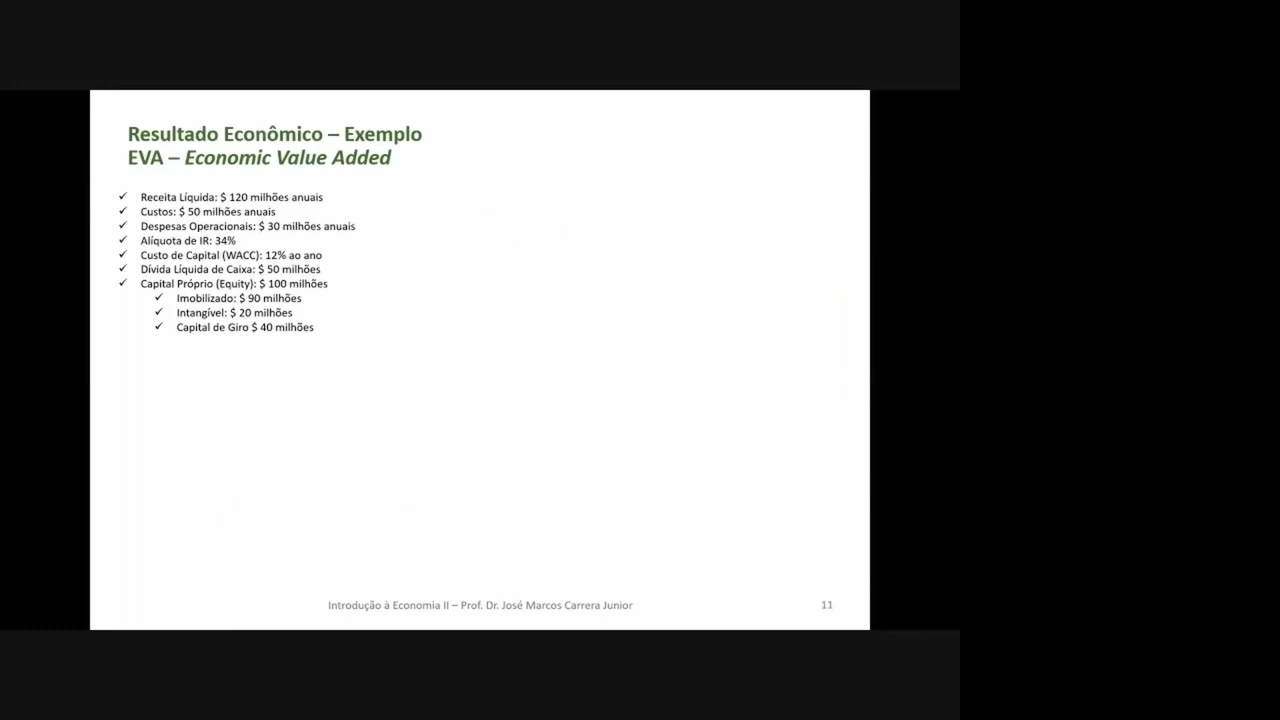 Resultado Econômico – Exemplo
EVA – Economic Value Added
✓ Receita Líquida: $ 120 milhões anuais
✓ Custos: $ 50 milhões anuais
✓ Despesas Operacionais: $ 30 milhões anuais
✓ Alíquota de IR: 34%
✓ Custo de Capital (WACC): 12% ao ano
✓ Dívida Líquida de Caixa: $ 50 milhões
✓ Capital Próprio (Equity): $ 100 milhões
✓ Imobilizado: $ 90 milhões
✓ Intangível: $ 20 milhões
✓ Capital de Giro $ 40 milhões
Introdução à Economia II – Prof. Dr. José Marcos Carrera Junior
11